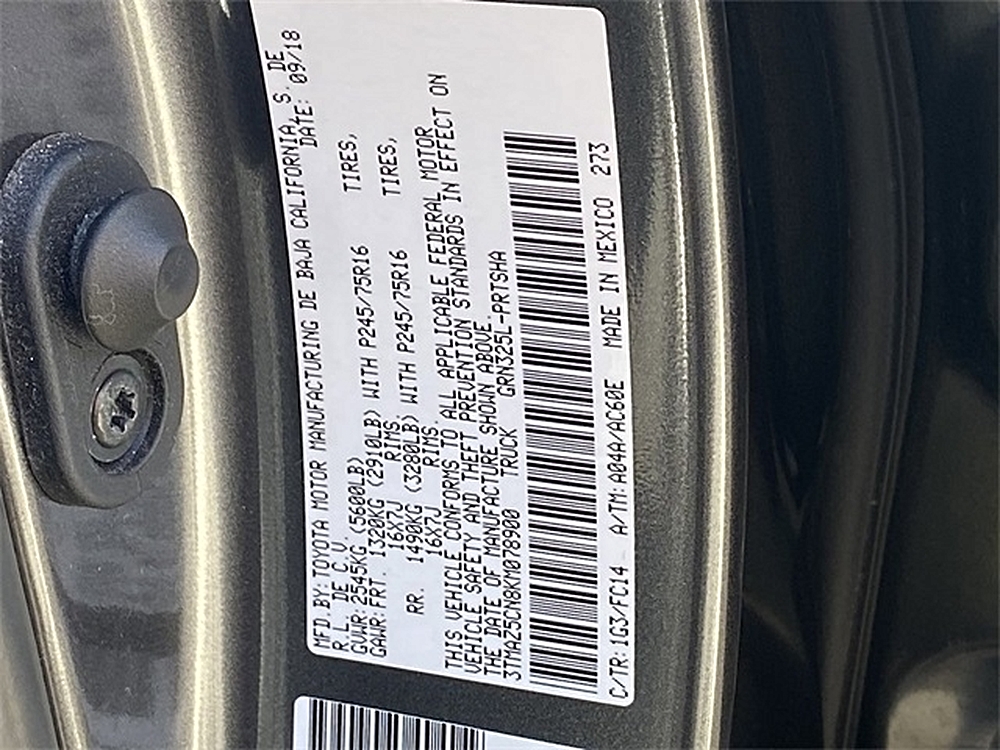 MFD BY: TOYOTA MOTOR MANUFACTURING DE BAJA CALIFORNIA, S. DE
R.L. DE C.V. DATE: 09/18
GVWR: 2545KG (5600LB)
GAWR: FRT. 1320KG (2910LB) WITH P245/75R16 TIRES,
16X7J RIMS,
RR. 1490KG (3280LB) WITH P245/75R16 TIRES,
16X7J RIMS.
THIS VEHICLE CONFORMS TO ALL APPLICABLE FEDERAL MOTOR
VEHICLE SAFETY AND THEFT PREVENTION STANDARDS IN EFFECT ON
THE DATE OF MANUFACTURE SHOWN ABOVE.
3TMAZ5CN8KM078900 TRUCK GRN325L-PRTSHA
C/TR: 1G3/FC14 A/TM: A04A/AC60E MADE IN MEXICO 273